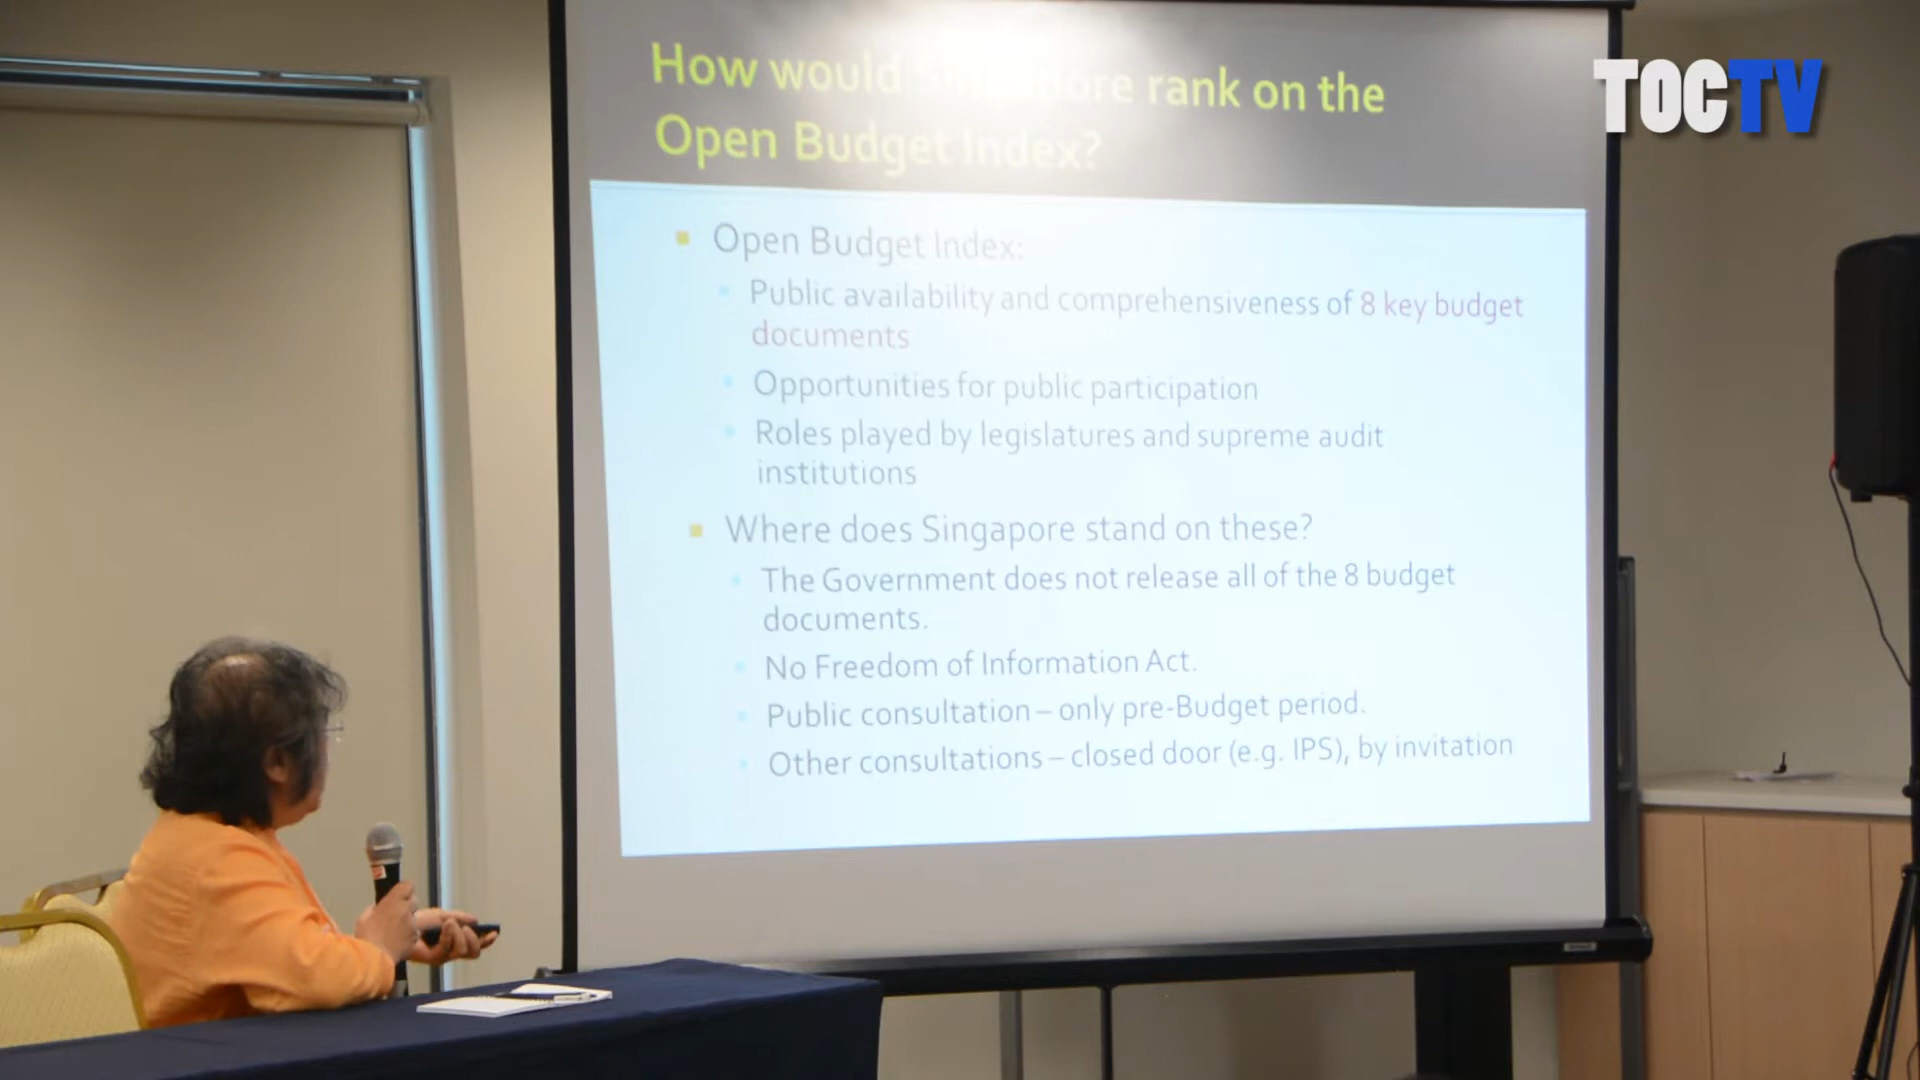 How would Singapore rank on the
Open Budget Index?
TOCTV
Open Budget Index:
Public availability and comprehensiveness of 8 key budget
documents
Opportunities for public participation
Roles played by legislatures and supreme audit
institutions
Where does Singapore stand on these?
The Government does not release all of the 8 budget
documents.
No Freedom of Information Act.
Public consultation – only pre-Budget period.
Other consultations – closed door (e.g. IPS), by invitation